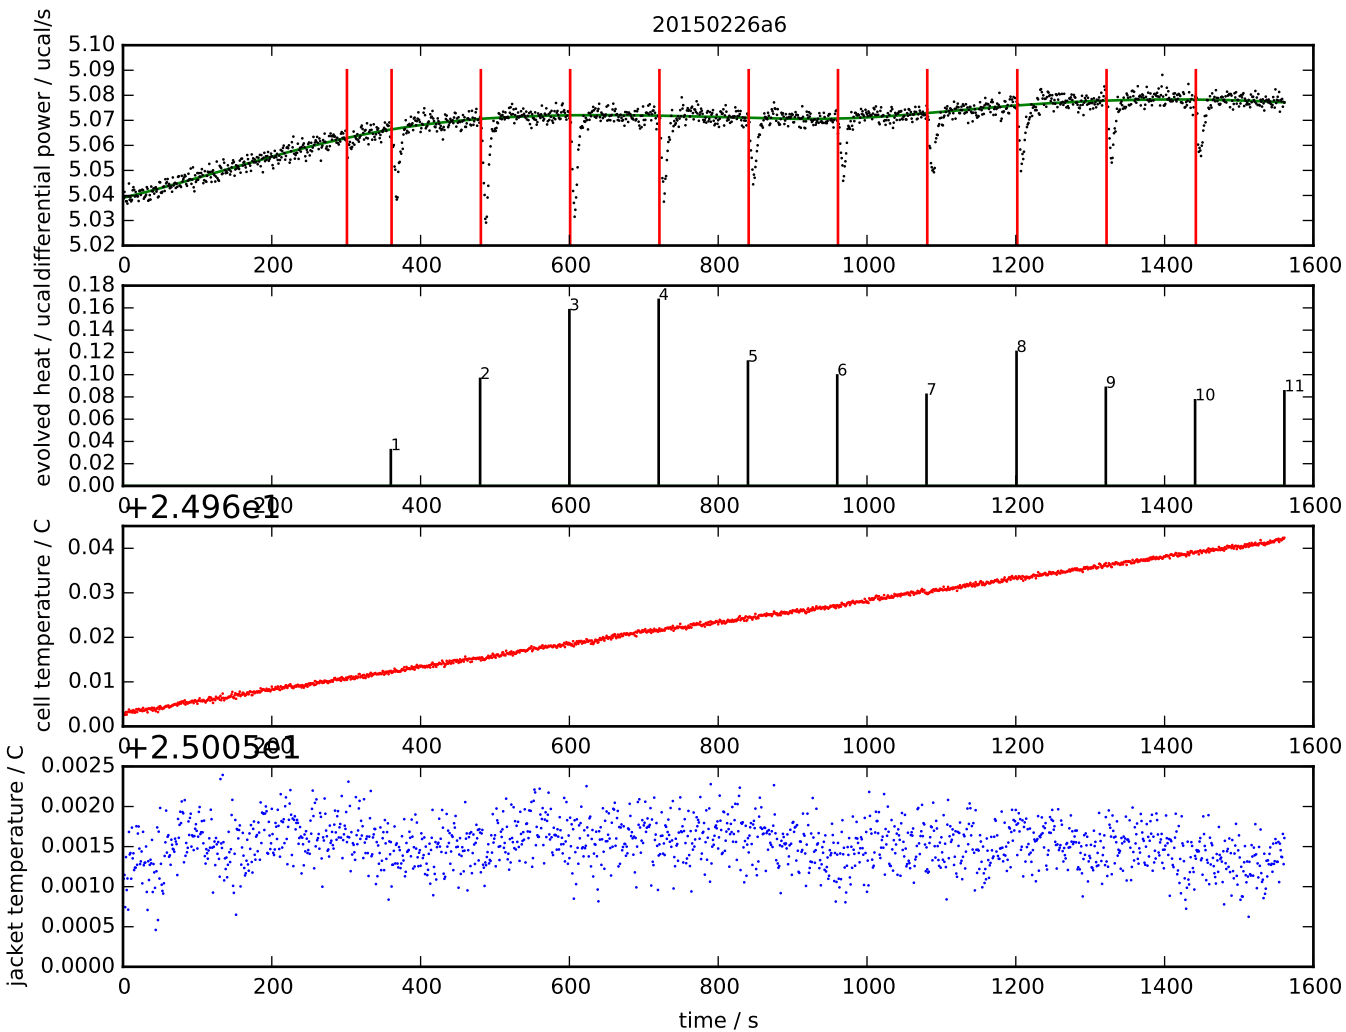 20150226a6
differential power / ucal/s
5.10
5.09
5.08
5.07
5.06
5.05
5.04
5.03
5.02
0 200 400 600 800 1000 1200 1400 1600
evolved heat / ucal
0.18
0.16
0.14
0.12
0.10
0.08
0.06
0.04
0.02
0.00
1 2 3 4 5 6 7 8 9 10 11
0 200 400 600 800 1000 1200 1400 1600
+2.496e1
cell temperature / C
0.04
0.03
0.02
0.01
0.00
0 200 400 600 800 1000 1200 1400 1600
+2.5005e1
jacket temperature / C
0.0025
0.0020
0.0015
0.0010
0.0005
0.0000
0 200 400 600 800 1000 1200 1400 1600
time / s